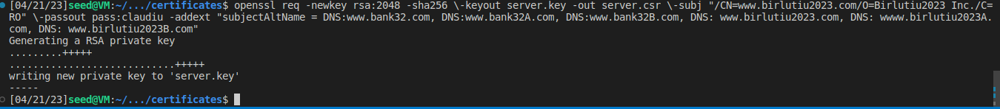 [04/21/23]seed@VM:~/.../certificates$ openssl req -newkey rsa:2048 -sha256 \-keyout server.key -out server.csr \-subj "/CN=www.birlutiu2023.com/O=Birlutiu2023 Inc./C=
RO" \-passout pass:claudiu -addext "subjectAltName = DNS:www.bank32.com, DNS:www.bank32A.com, DNS:www.bank32B.com, DNS: www.birlutiu2023.com, DNS: wwww.birlutiu2023A.
com, DNS: www.birlutiu2023B.com"
Generating a RSA private key
.........+++++
...........................+++++
writing new private key to 'server.key'
-----
[04/21/23]seed@VM:~/.../certificates$